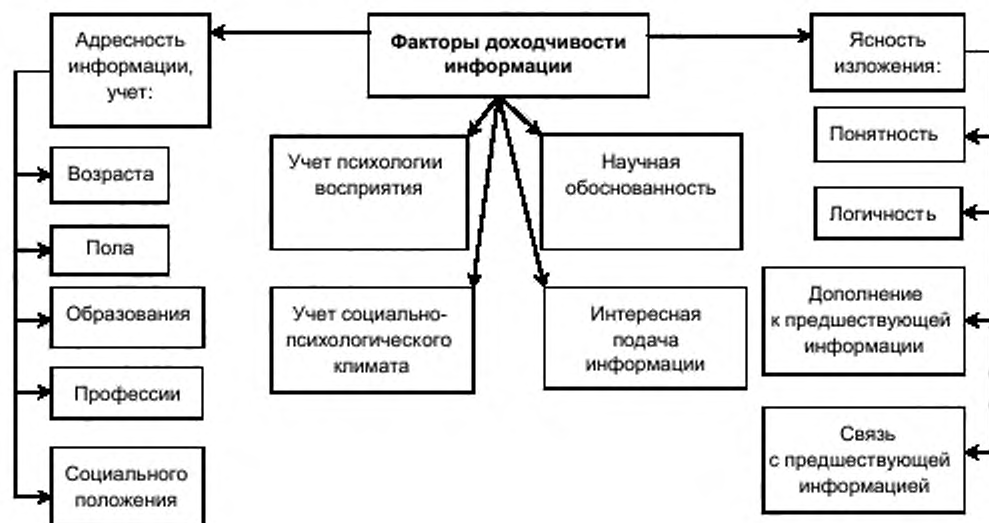 Факторы доходчивости
информации
Адресность
информации,
учет:
Возраста
Пола
Образования
Профессии
Социального
положения
Учет психологии
восприятия
Научная
обоснованность
Учет социально-
психологического
климата
Интересная
подача
информации
Ясность
изложения:
Понятность
Логичность
Дополнение
к предшествующей
информации
Связь
с предшествующей
информацией